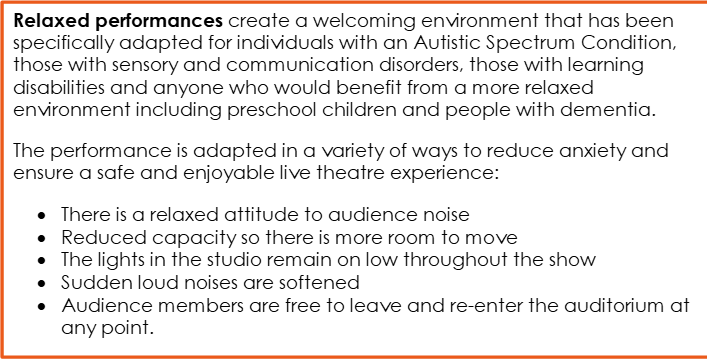 Relaxed performances create a welcoming environment that has been
specifically adapted for individuals with an Autistic Spectrum Condition,
those with sensory and communication disorders, those with learning
disabilities and anyone who would benefit from a more relaxed
environment including preschool children and people with dementia.
The performance is adapted in a variety of ways to reduce anxiety and
ensure a safe and enjoyable live theatre experience:
• There is a relaxed attitude to audience noise
• Reduced capacity so there is more room to move
• The lights in the studio remain on low throughout the show
• Sudden loud noises are softened
• Audience members are free to leave and re-enter the auditorium at
any point.